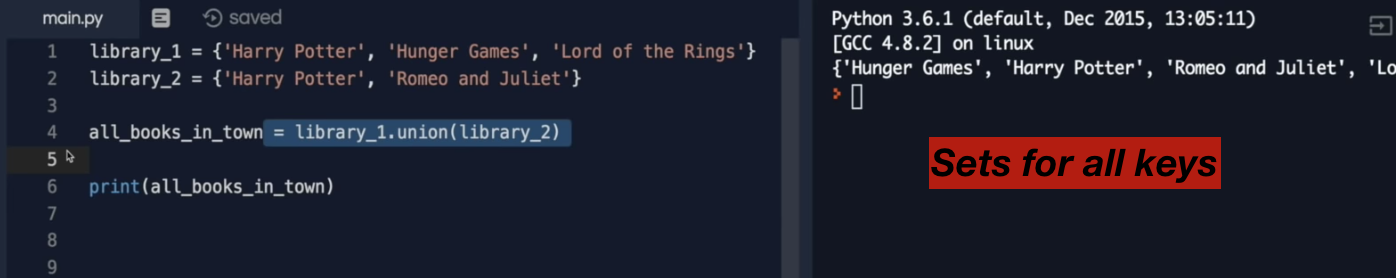 main.py saved
1 library_1 = {'Harry Potter', 'Hunger Games', 'Lord of the Rings'}
2 library_2 = {'Harry Potter', 'Romeo and Juliet'}
3
4 all_books_in_town = library_1.union(library_2)
5
6 print(all_books_in_town)
7
8
9
Python 3.6.1 (default, Dec 2015, 13:05:11)
[GCC 4.8.2] on linux
{'Hunger Games', 'Harry Potter', 'Romeo and Juliet', 'Lo
Sets for all keys